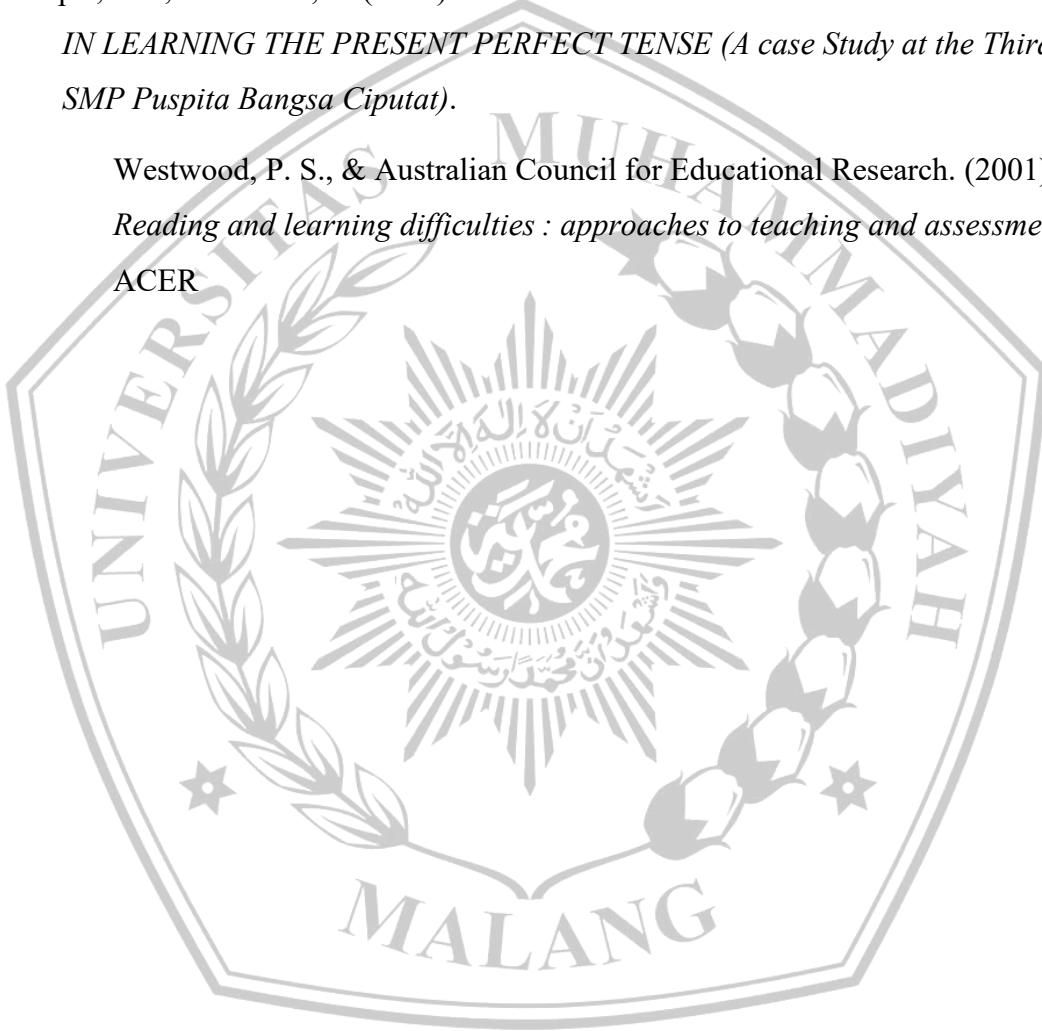 IN LEARNING THE PRESENT PERFECT TENSE (A case Study at the Third
SMP Puspita Bangsa Ciputat).
Westwood, P. S., & Australian Council for Educational Research. (2001)
Reading and learning difficulties : approaches to teaching and assessme
ACER
UNIVERSITAS MUHAMMADIYAH
MALANG